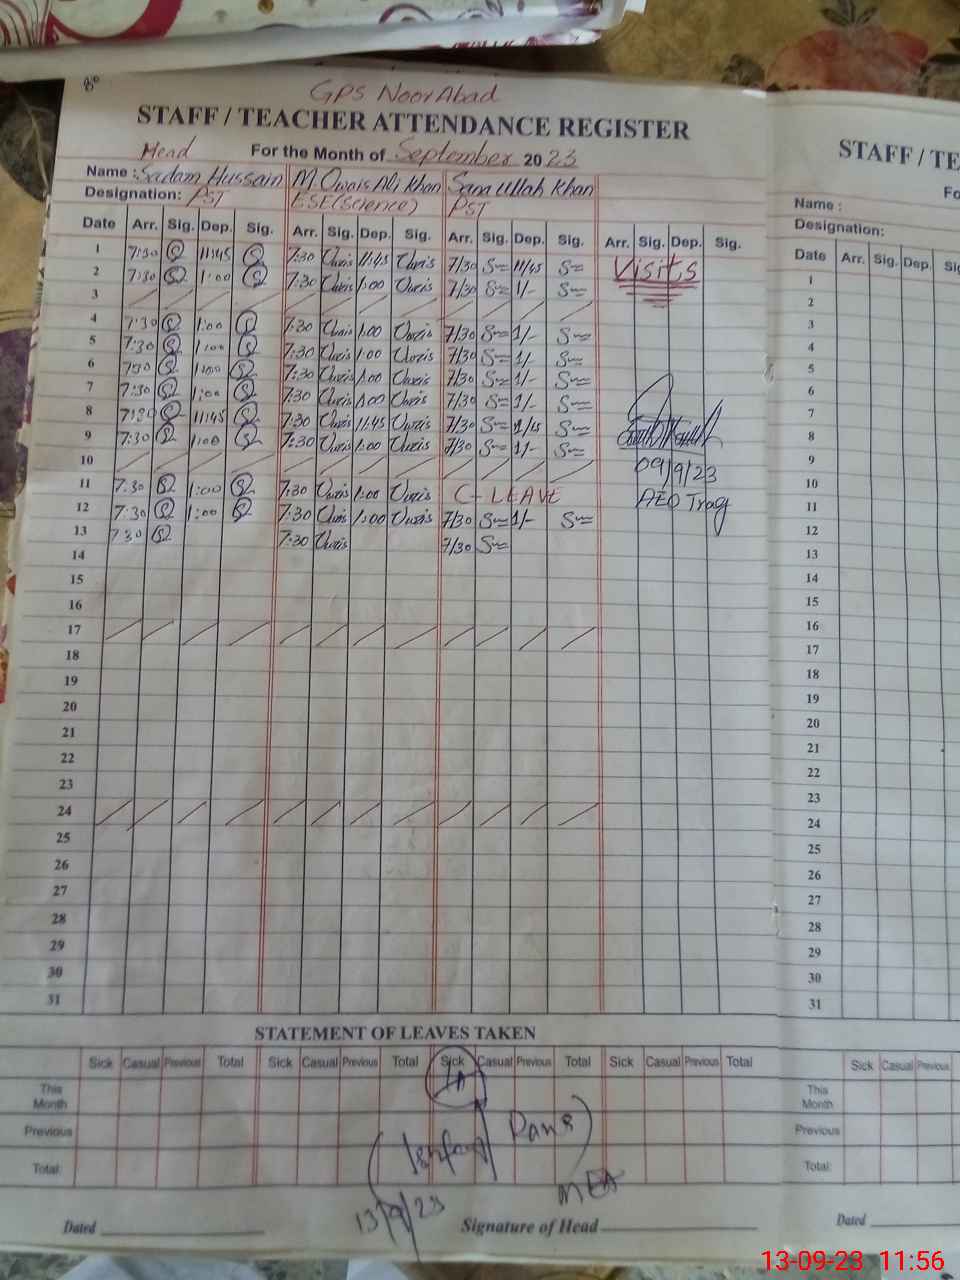 GPS NoorAbad
STAFF / TEACHER ATTENDANCE REGISTER
Head For the Month of September 2023
Name : Sadam Hussain M. Owais Ali Khan Sana Ullah Khan
Designation: PST ESE (Science) PST
Date Arr. Sig. Dep. Sig. Arr. Sig. Dep. Sig. Arr. Sig. Dep. Sig. Arr. Sig. Dep. Sig.
Visits
1 7:30 11:45 7:30 Owais 11:45 Owais 7/30 11/45
2 7:30 1:00 7:30 Owais 1:00 Owais 7/30 1/-
3
4 7:30 1:00 7:30 Owais 1:00 Owais 7/30 1/-
5 7:30 1:00 7:30 Owais 1:00 Owais 7/30 1/-
6 7:30 1:00 7:30 Owais 1:00 Owais 7/30 1/-
7 7:30 1:00 7:30 Owais 1:00 Owais 7/30 1/-
8 7:30 11:45 7:30 Owais 11:45 Owais 7/30
9 7:30 1:00 7:30 Owais 1:00 Owais 7/30 1/-
09/9/23
10
11 7:30 1:00 7:30 Owais 1:00 Owais C-LEAVE
AEO Trag
12 7:30 1:00 7:30 Owais 1:00 Owais 7/30 1/-
13 7:30 7:30 Owais 7/30
14
15
16
17
18
19
20
21
22
23
24
25
26
27
28
29
30
31
STATEMENT OF LEAVES TAKEN
Sick Casual Previous Total Sick Casual Previous Total Sick Casual Previous Total Sick Casual Previous Total
This Month
Previous
Total:
MEA
13/9/23
Dated Signature of Head
STAFF / TE
Fo
Name :
Designation:
Date Arr. Sig. Dep. Sig
1
2
3
4
5
6
7
8
9
10
11
12
13
14
15
16
17
18
19
20
21
22
23
24
25
26
27
28
29
30
31
Sick Casual Previous
This Month
Previous
Total:
Dated
13-09-23 11:56